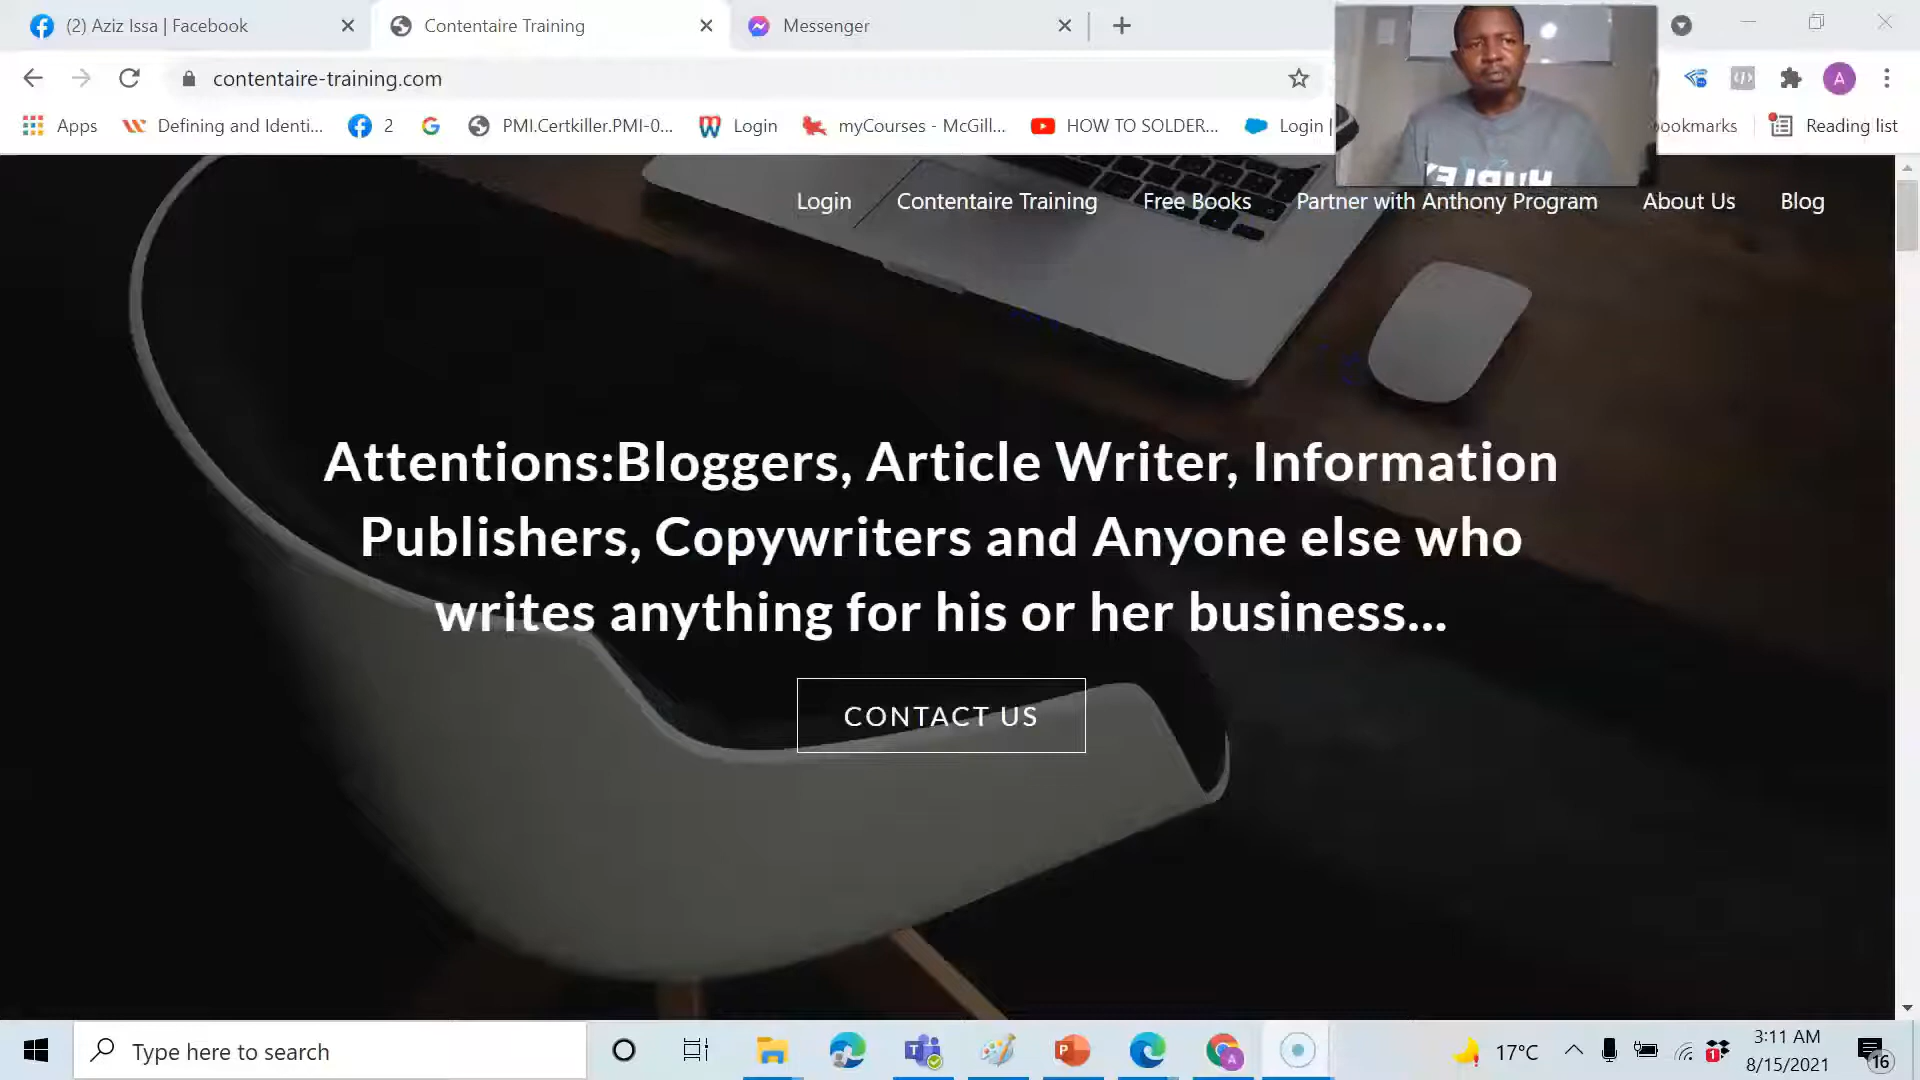 (2) Aziz Issa | Facebook
Contentaire Training
Messenger
contentaire-training.com
A
Apps
Defining and Identi...
2
PMI.Certkiller.PMI-0...
Login
myCourses - McGill...
HOW TO SOLDER...
Login |
ookmarks
Reading list
Login
Contentaire Training
Free Books
Partner with Anthony Program
About Us
Blog
Attentions:Bloggers, Article Writer, Information
Publishers, Copywriters and Anyone else who
writes anything for his or her business...
CONTACT US
Type here to search
17°C
3:11 AM
8/15/2021
16